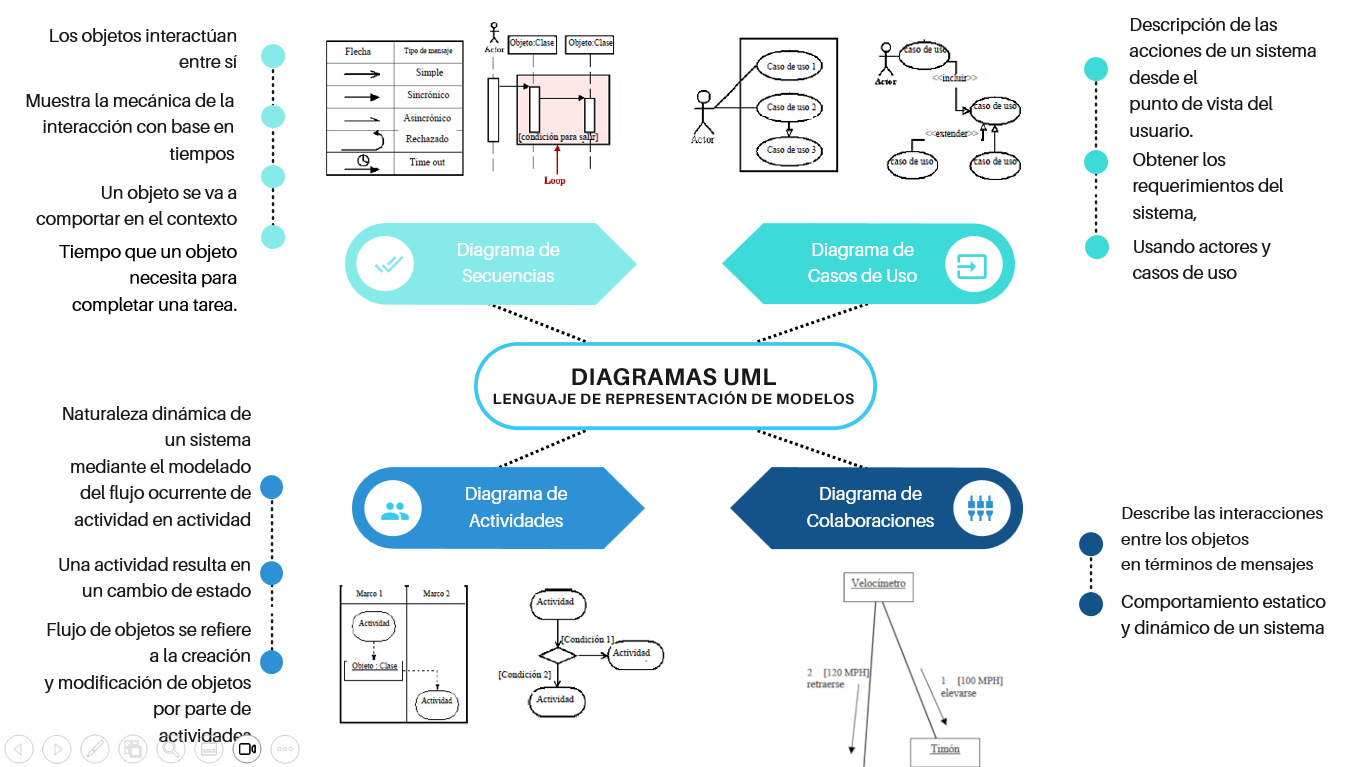 Los objetos interactúan
entre sí
Muestra la mecánica de la
interacción con base en
tiempos
Un objeto se va a
comportar en el contexto
Tiempo que un objeto
necesita para
completar una tarea.
Flecha
Tipo de mensaje
Simple
Sincrónico
Asincrónico
Rechazado
Time out
Actor
Objeto:Clase
Objeto:Clase
[condición para salir]
Loop
Caso de uso 1
Caso de uso 2
Caso de uso 3
Actor
Actor
caso de uso
<<incluir>>
caso de uso
<<extender>>
caso de uso
caso de uso
Descripción de las
acciones de un sistema
desde el
punto de vista del
usuario.
Obtener los
requerimientos del
sistema,
Usando actores y
casos de uso
Diagrama de
Secuencias
Diagrama de
Casos de Uso
DIAGRAMAS UML
LENGUAJE DE REPRESENTACIÓN DE MODELOS
Diagrama de
Actividades
Diagrama de
Colaboraciones
Naturaleza dinámica de
un sistema
mediante el modelado
del flujo ocurrente de
actividad en actividad
Una actividad resulta en
un cambio de estado
Flujo de objetos se refiere
a la creación
y modificación de objetos
por parte de
actividades
Marco 1
Marco 2
Actividad
Objeto : Clase
Actividad
Actividad
[Condición 1]
Actividad
[Condición 2]
Actividad
Velocímetro
2 [120 MPH]
retraerse
1 [100 MPH]
elevarse
Timón
Describe las interacciones
entre los objetos
en términos de mensajes
Comportamiento estatico
y dinámico de un sistema